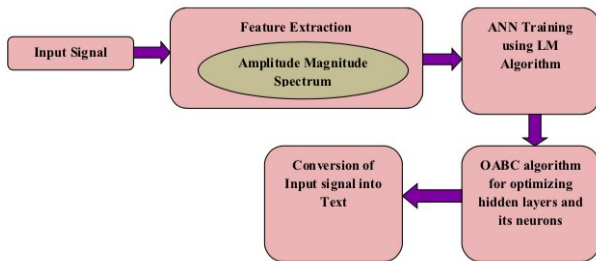 Input Signal
Feature Extraction
Amplitude Magnitude
Spectrum
ANN Training
using LM
Algorithm
OABC algorithm
for optimizing
hidden layers and
its neurons
Conversion of
Input signal into
Text